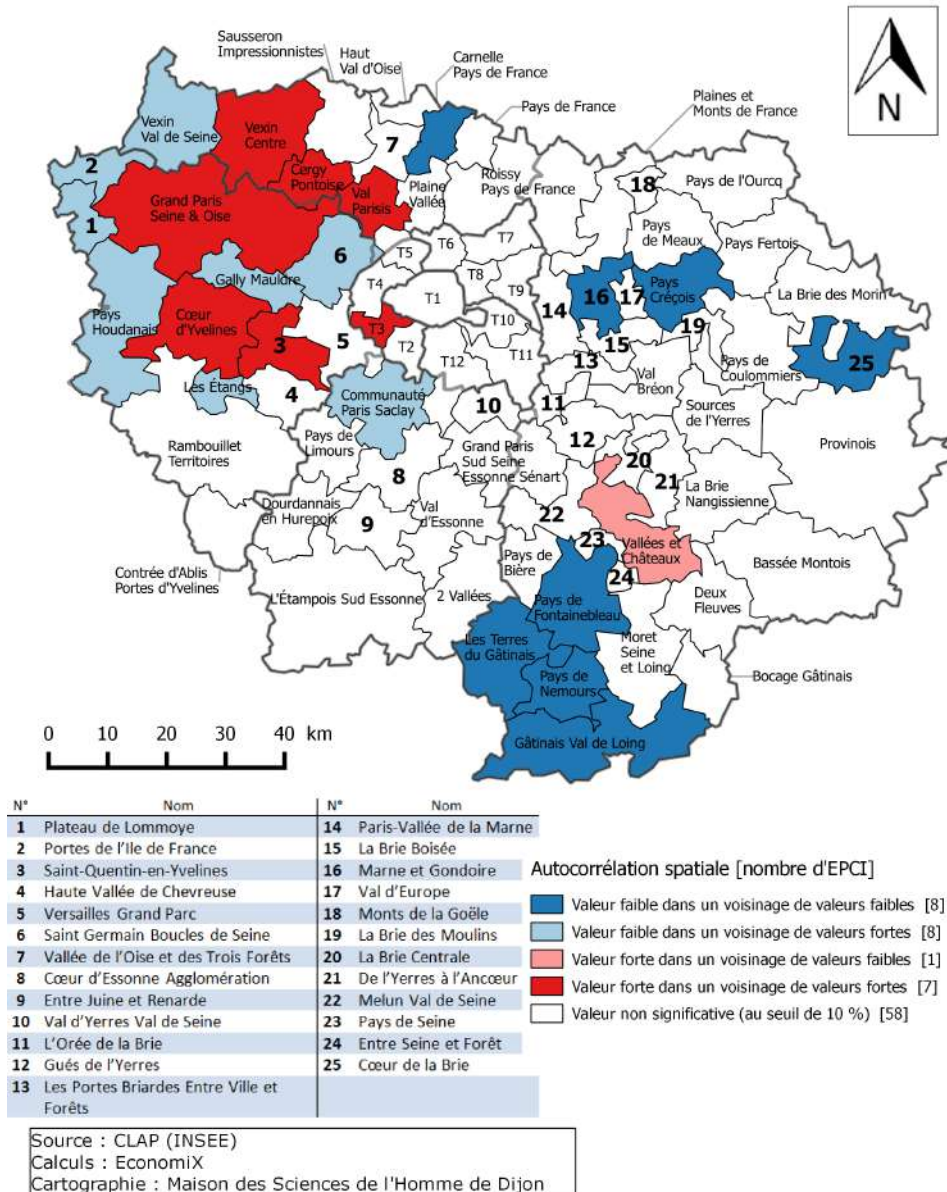 Sausseron
Impressionnistes
Haut
Val d'Oise
Carnelle
Pays de France
Pays de France
Plaines et
Monts de France
N
Vexin
Val de Seine
Vexin
Centre
7
2
Cergy
Pontoise
Val
Parisis
Plaine
Vallée
Roissy
Pays de France
18
Pays de l'Ourcq
Grand Paris
Seine & Oise
1
Pays
de Meaux
Pays Fertois
6
T5
T6
T7
Gally Mauldre
T4
T8
T9
T1
14
16
17
Pays
Créçois
La Brie des Morin
Pays
Houdanais
Cœur
d'Yvelines
3
5
T3
T2
T10
T12
T11
15
19
13
25
Les Étangs
4
Communauté
Paris Saclay
10
11
Val
Bréon
Pays de
Coulommiers
Rambouillet
Territoires
Pays de
Limours
8
Grand Paris
Sud Seine
Essonne Sénart
12
Sources
de l'Yerres
Provinois
20
21
La Brie
Nangissienne
Dourdannais
en Hurepoix
9
Val
d'Essonne
22
23
Vallées et
Châteaux
Contrée d'Ablis
Portes d'Yvelines
Pays de
Bière
24
Bassée Montois
L'Étampois Sud Essonne
2 Vallées
Pays de
Fontainebleau
Deux
Fleuves
Les Terres
du Gâtinais
Moret
Seine
et Loing
Pays de
Nemours
Bocage Gâtinais
Gâtinais Val de Loing
0 10 20 30 40 km
N° Nom N° Nom
1 Plateau de Lommoye 14 Paris-Vallée de la Marne
2 Portes de l'Ile de France 15 La Brie Boisée
3 Saint-Quentin-en-Yvelines 16 Marne et Gondoire
4 Haute Vallée de Chevreuse 17 Val d'Europe
5 Versailles Grand Parc 18 Monts de la Goële
6 Saint Germain Boucles de Seine 19 La Brie des Moulins
7 Vallée de l'Oise et des Trois Forêts 20 La Brie Centrale
8 Cœur d'Essonne Agglomération 21 De l'Yerres à l'Ancœur
9 Entre Juine et Renarde 22 Melun Val de Seine
10 Val d'Yerres Val de Seine 23 Pays de Seine
11 L'Orée de la Brie 24 Entre Seine et Forêt
12 Gués de l'Yerres 25 Cœur de la Brie
13 Les Portes Briardes Entre Ville et
Forêts
Autocorrélation spatiale [nombre d'EPCI]
Valeur faible dans un voisinage de valeurs faibles [8]
Valeur faible dans un voisinage de valeurs fortes [8]
Valeur forte dans un voisinage de valeurs faibles [1]
Valeur forte dans un voisinage de valeurs fortes [7]
Valeur non significative (au seuil de 10 %) [58]
Source : CLAP (INSEE)
Calculs : EconomiX
Cartographie : Maison des Sciences de l'Homme de Dijon